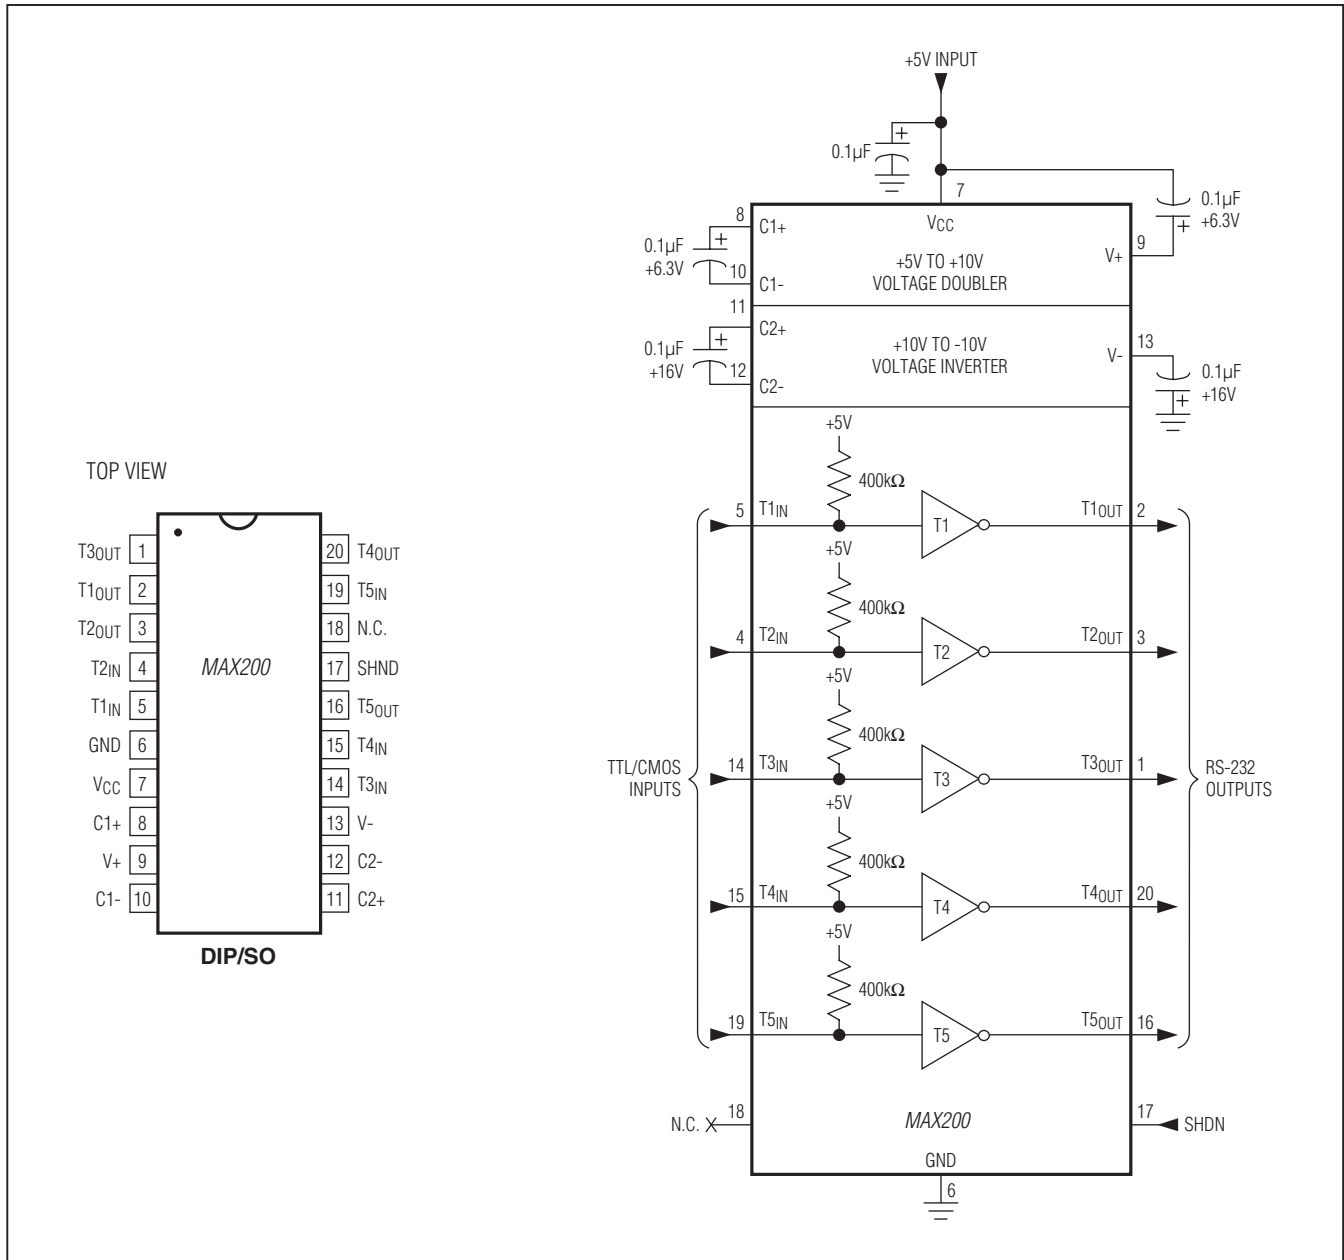 TOP VIEW
T3OUT 1
T1OUT 2
T2OUT 3
T2IN 4
T1IN 5
GND 6
VCC 7
C1+ 8
V+ 9
C1- 10
MAX200
20 T4OUT
19 T5IN
18 N.C.
17 SHND
16 T5OUT
15 T4IN
14 T3IN
13 V-
12 C2-
11 C2+
DIP/SO
+5V INPUT
0.1µF
+
7
VCC
0.1µF
+6.3V
+
9
V+
8
C1+
0.1µF
+6.3V
+
10
C1-
+5V TO +10V
VOLTAGE DOUBLER
11
C2+
0.1µF
+16V
+
12
C2-
+10V TO -10V
VOLTAGE INVERTER
13
V-
0.1µF
+16V
+
+5V
400kΩ
5 T1IN
T1
T1OUT 2
+5V
400kΩ
4 T2IN
T2
T2OUT 3
+5V
400kΩ
TTL/CMOS
INPUTS
14 T3IN
T3
T3OUT 1
RS-232
OUTPUTS
+5V
400kΩ
15 T4IN
T4
T4OUT 20
+5V
400kΩ
19 T5IN
T5
T5OUT 16
N.C. 18
MAX200
17 SHDN
GND
6